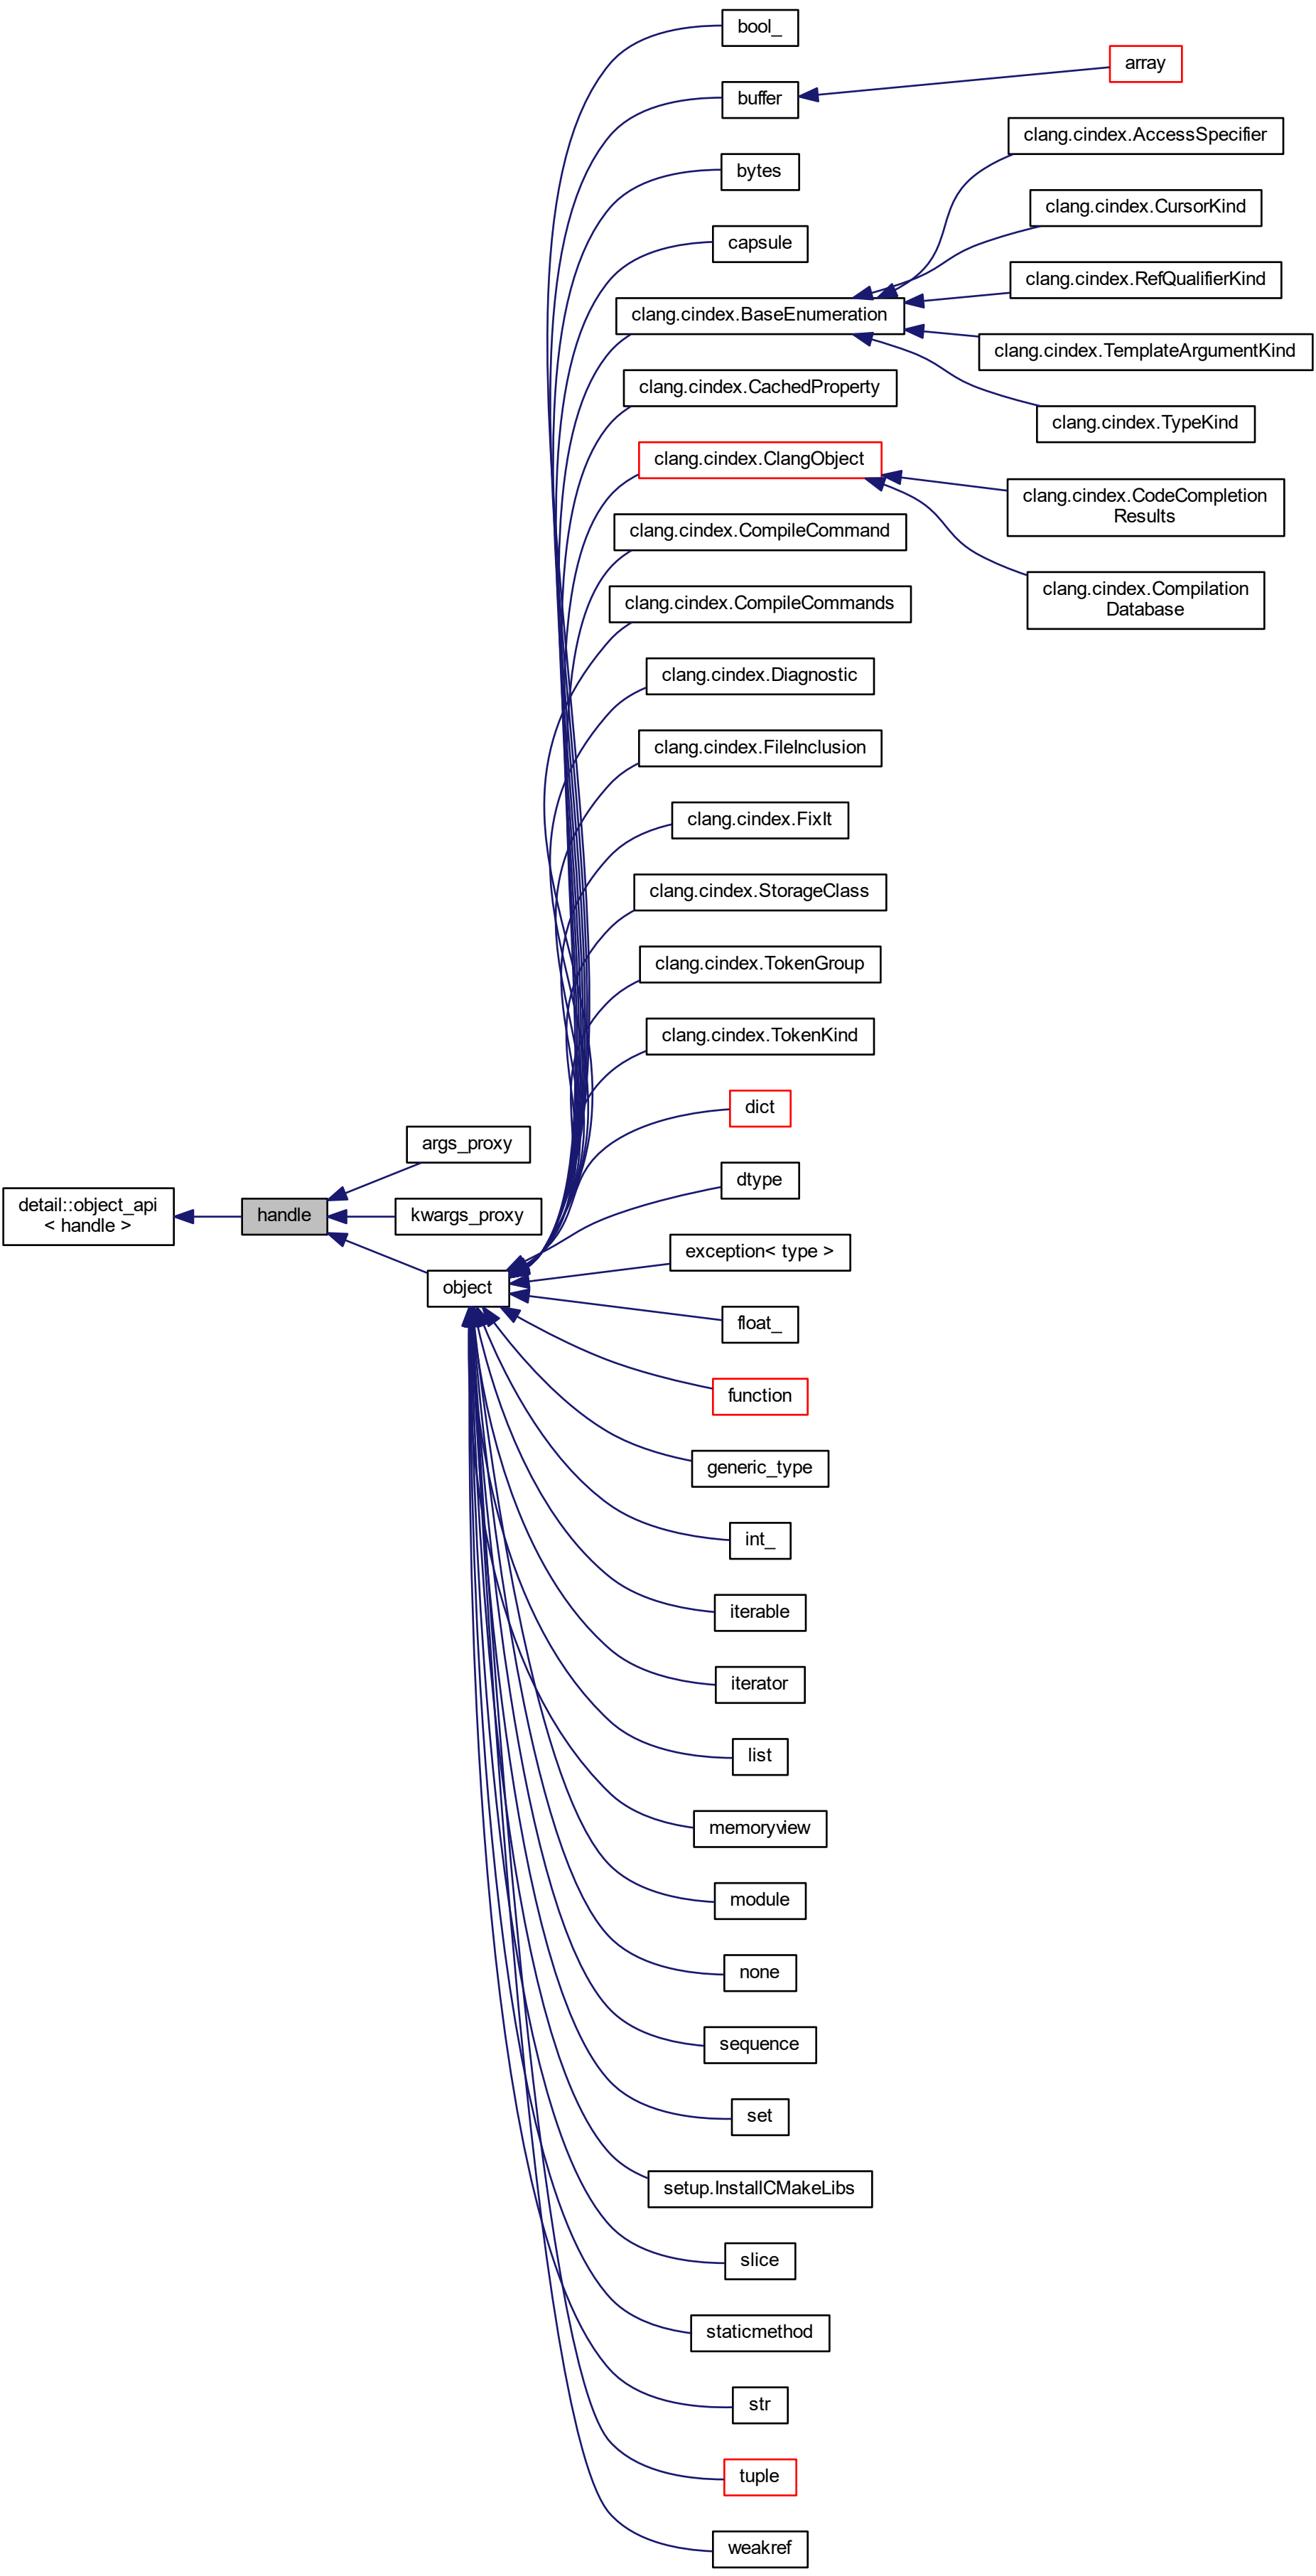 bool_
buffer
array
bytes
clang.cindex.AccessSpecifier
capsule
clang.cindex.CursorKind
clang.cindex.RefQualifierKind
clang.cindex.BaseEnumeration
clang.cindex.TemplateArgumentKind
clang.cindex.CachedProperty
clang.cindex.TypeKind
clang.cindex.ClangObject
clang.cindex.CodeCompletion
Results
clang.cindex.CompileCommand
clang.cindex.CompileCommands
clang.cindex.Compilation
Database
clang.cindex.Diagnostic
clang.cindex.FileInclusion
clang.cindex.FixIt
clang.cindex.StorageClass
clang.cindex.TokenGroup
clang.cindex.TokenKind
dict
args_proxy
dtype
detail::object_api
< handle >
handle
kwargs_proxy
exception< type >
object
float_
function
generic_type
int_
iterable
iterator
list
memoryview
module
none
sequence
set
setup.InstallCMakeLibs
slice
staticmethod
str
tuple
weakref